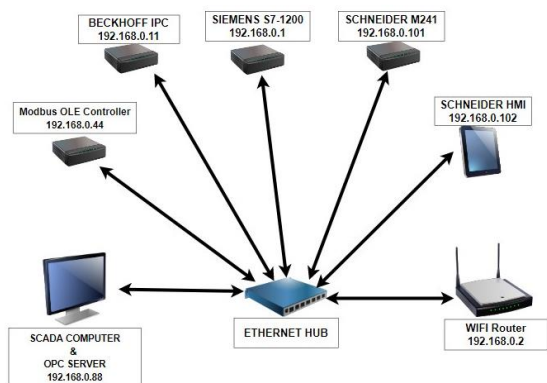 BECKHOFF IPC
192.168.0.11
SIEMENS S7-1200
192.168.0.1
SCHNEIDER M241
192.168.0.101
Modbus OLE Controller
192.168.0.44
SCHNEIDER HMI
192.168.0.102
SCADA COMPUTER
&
OPC SERVER
192.168.0.88
ETHERNET HUB
WIFI Router
192.168.0.2